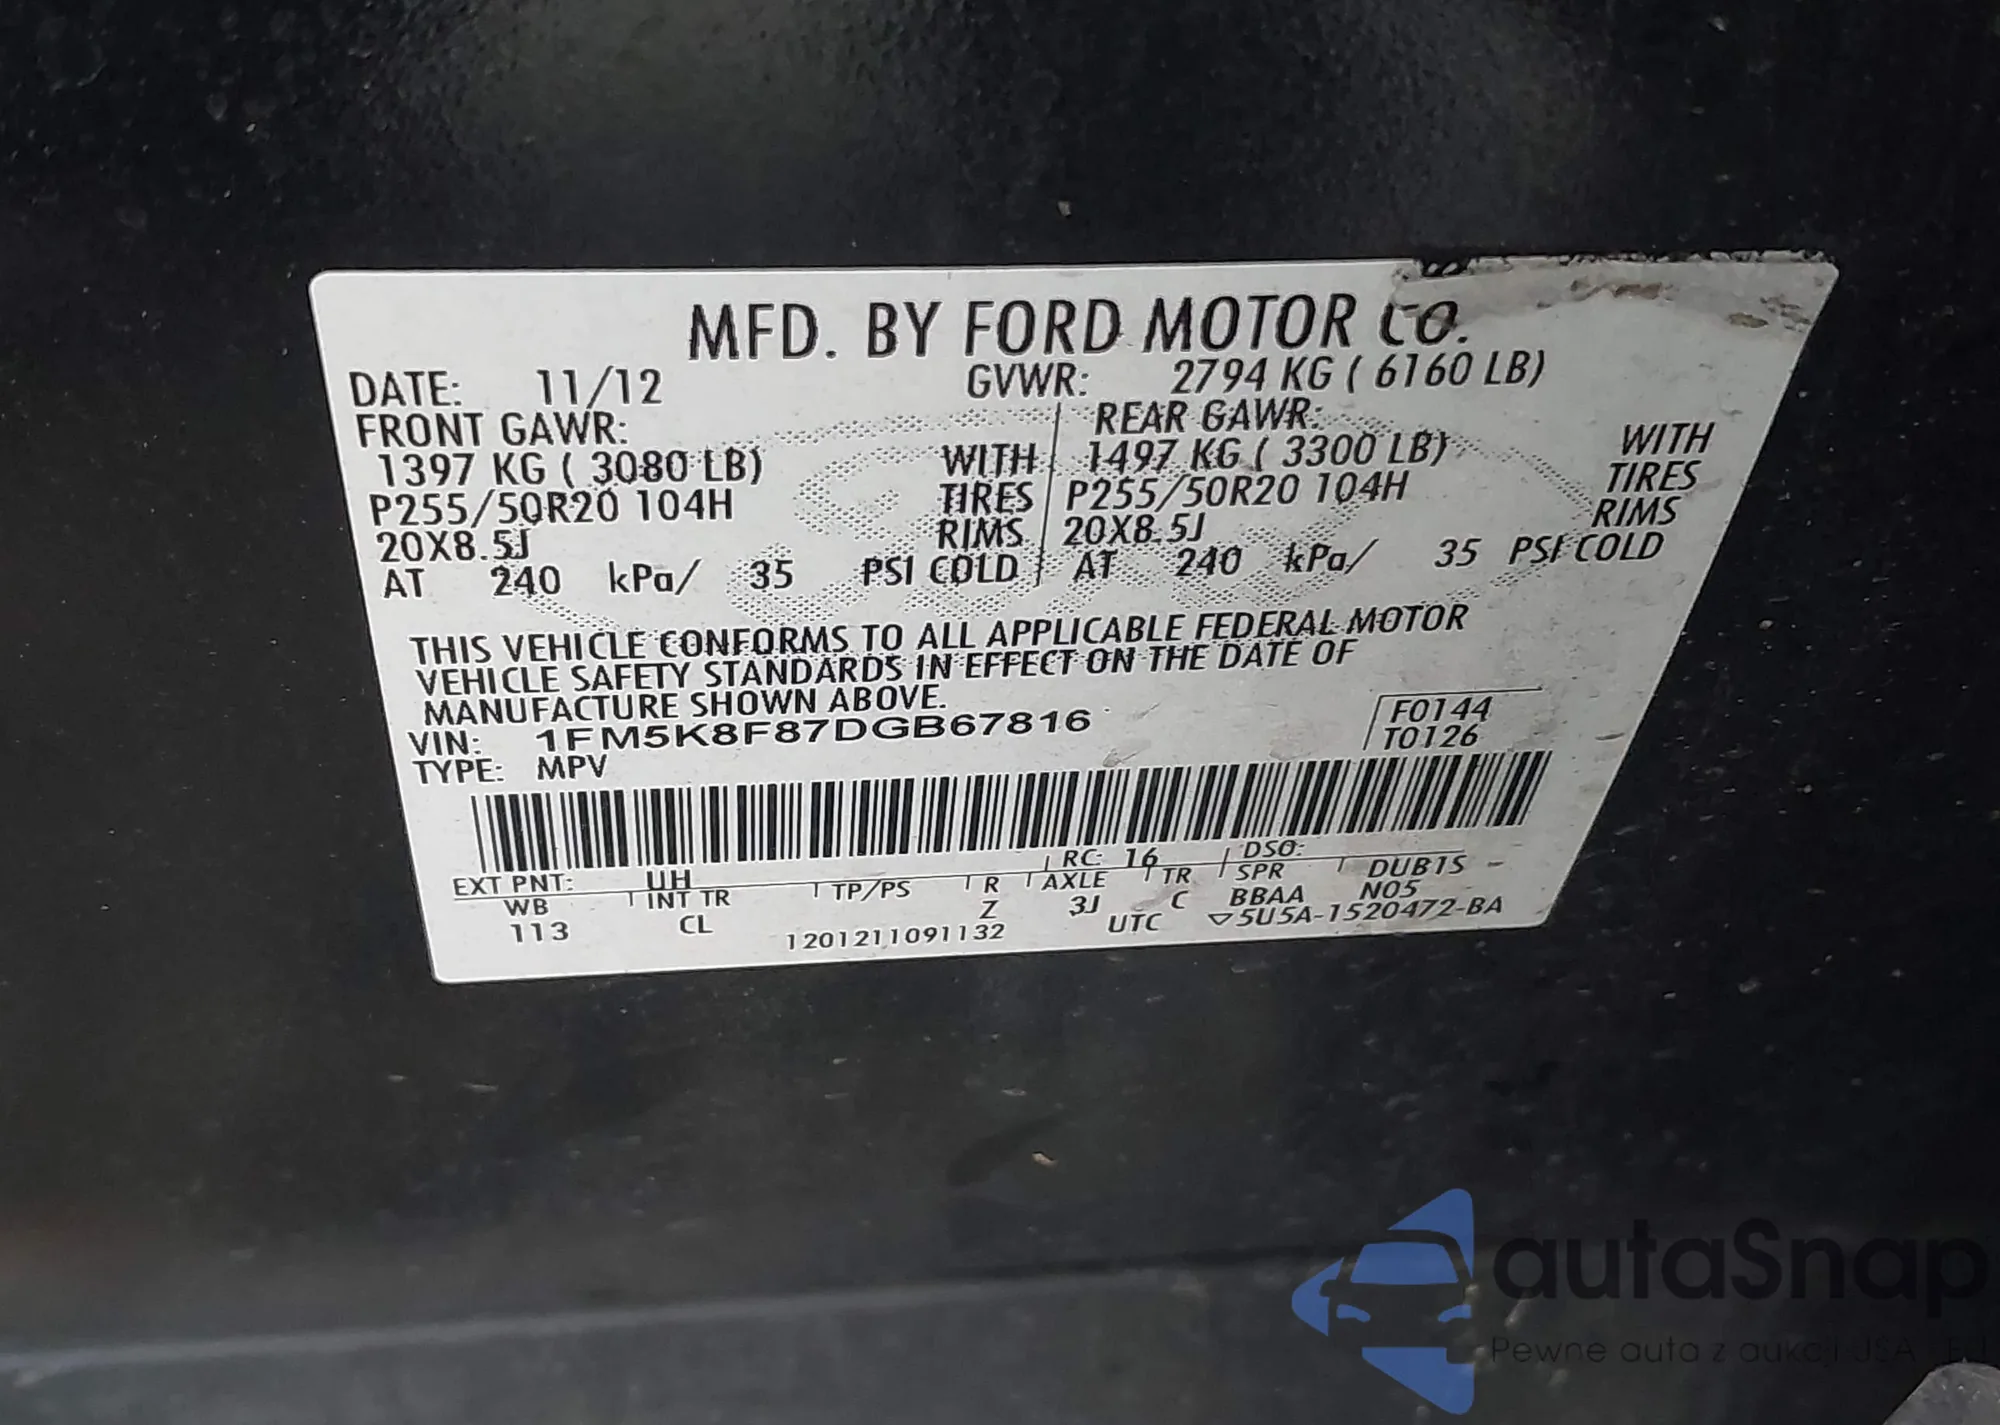 MFD. BY FORD MOTOR CO.
DATE: 11/12 GVWR: 2794 KG ( 6160 LB)
FRONT GAWR: REAR GAWR:
1397 KG ( 3080 LB) WITH 1497 KG ( 3300 LB) WITH
P255/50R20 104H TIRES P255/50R20 104H TIRES
20X8.5J RIMS 20X8.5J RIMS
AT 240 kPa/ 35 PSI COLD AT 240 kPa/ 35 PSI COLD
THIS VEHICLE CONFORMS TO ALL APPLICABLE FEDERAL MOTOR
VEHICLE SAFETY STANDARDS IN EFFECT ON THE DATE OF
MANUFACTURE SHOWN ABOVE.
VIN: 1FM5K8F87DGB67816 F0144
TYPE: MPV T0126
EXT PNT: UH RC: 16 DSO:
WB INT TR TP/PS R AXLE TR SPR DUB1S
113 CL Z 3J C BBAA N05
1201211091132 UTC ▽5U5A-1520472-BA
autaSnap
Pewne auta z aukcji USA